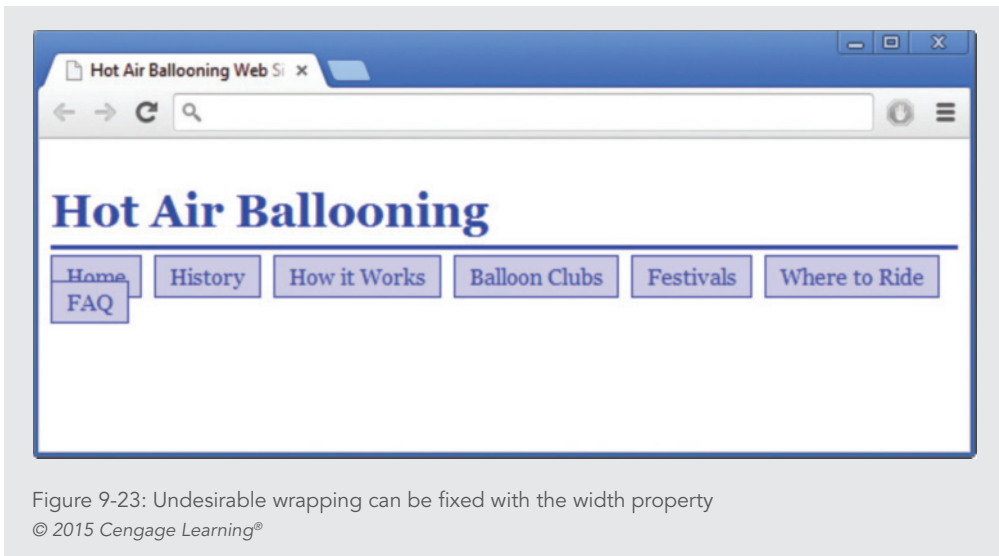 Hot Air Ballooning Web Si
Hot Air Ballooning
Home History How it Works Balloon Clubs Festivals Where to Ride
FAQ
Figure 9-23: Undesirable wrapping can be fixed with the width property
© 2015 Cengage Learning®